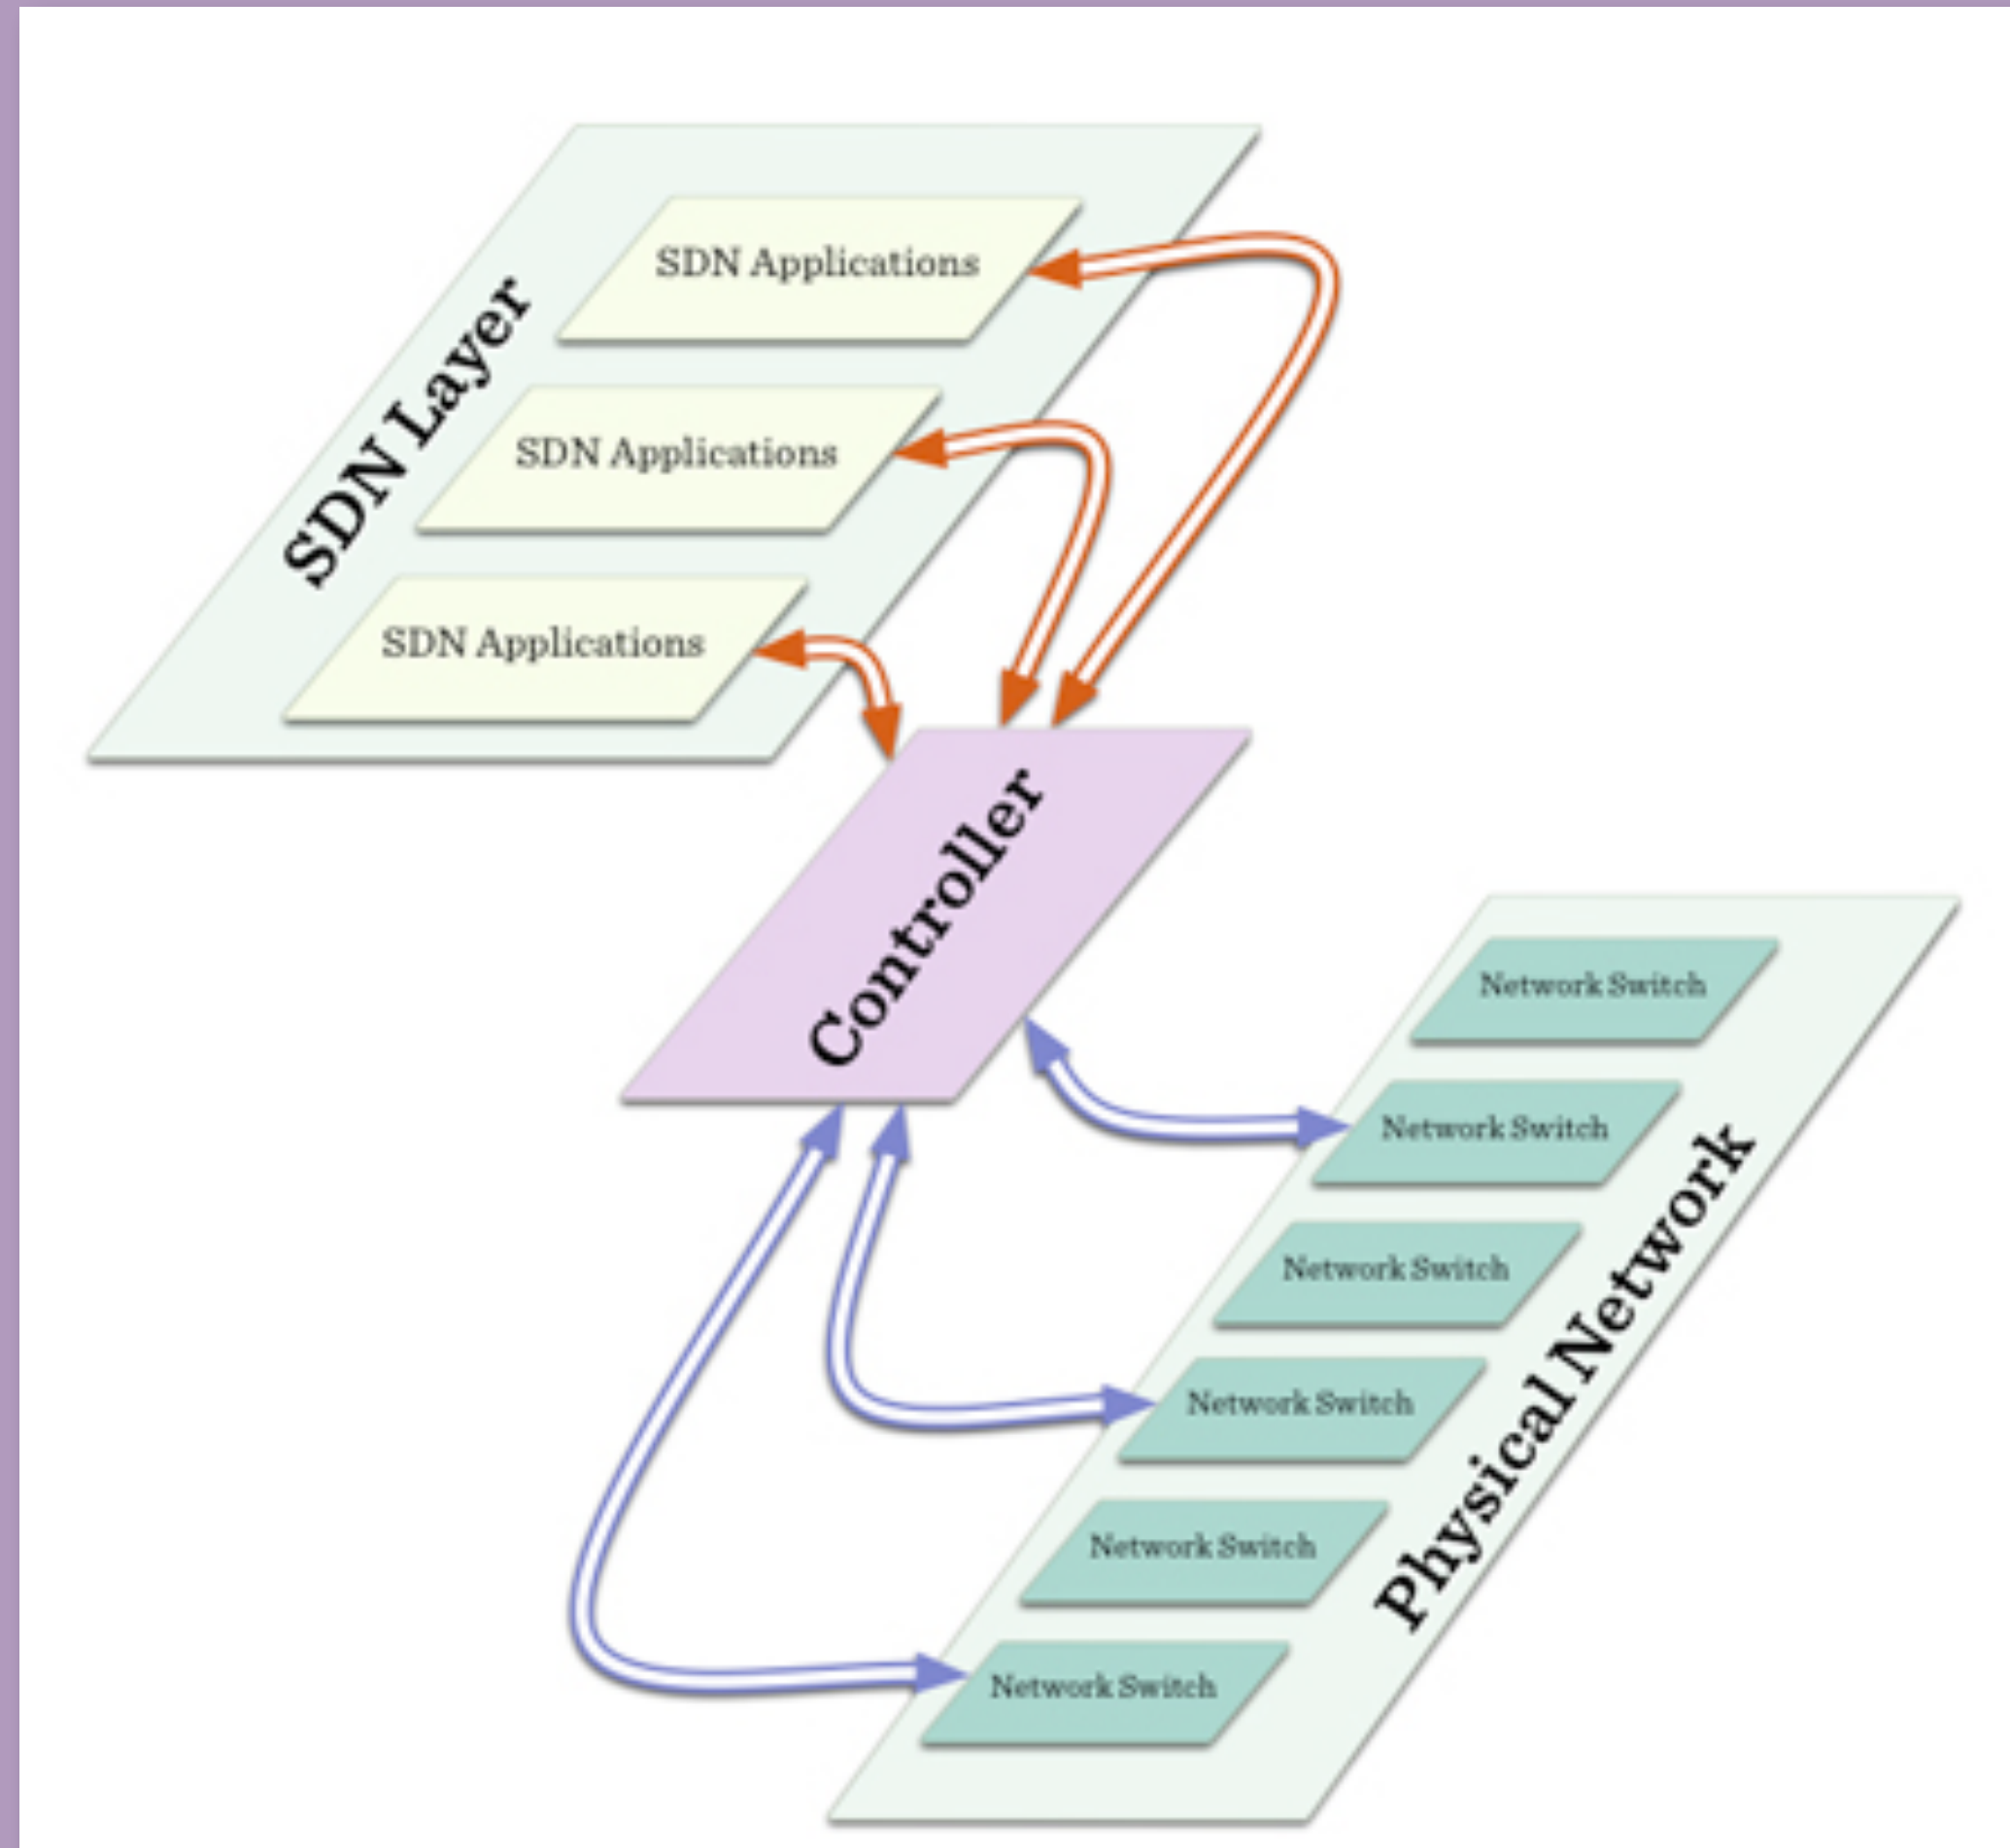 SDN Layer
SDN Applications
SDN Applications
SDN Applications
Controller
Network Switch
Network Switch
Network Switch
Network Switch
Network Switch
Network Switch
Physical Network